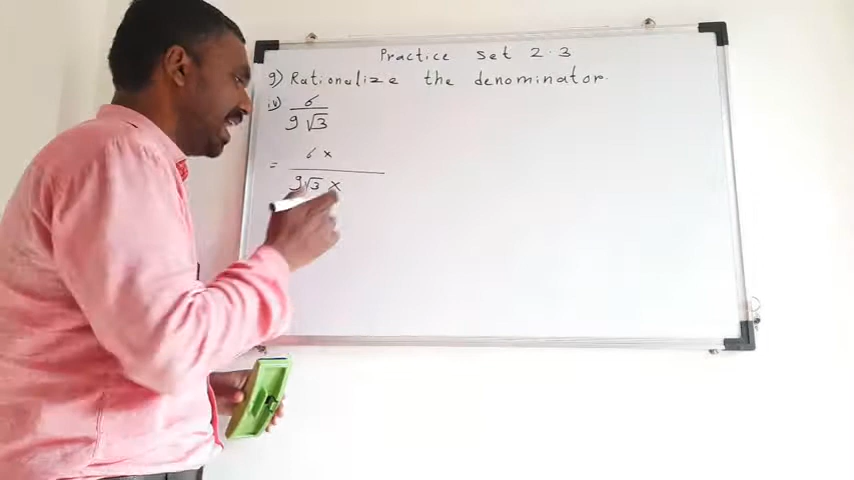 Practice set 2.3
9) Rationalize the denominator.
iv) 6
9√3
= 6 ×
9√3 ×